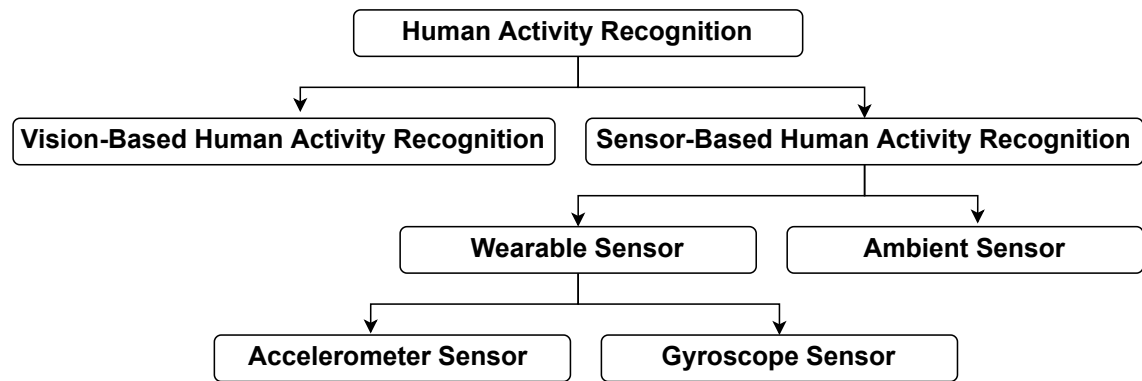 Human Activity Recognition
Vision-Based Human Activity Recognition
Sensor-Based Human Activity Recognition
Wearable Sensor
Ambient Sensor
Accelerometer Sensor
Gyroscope Sensor